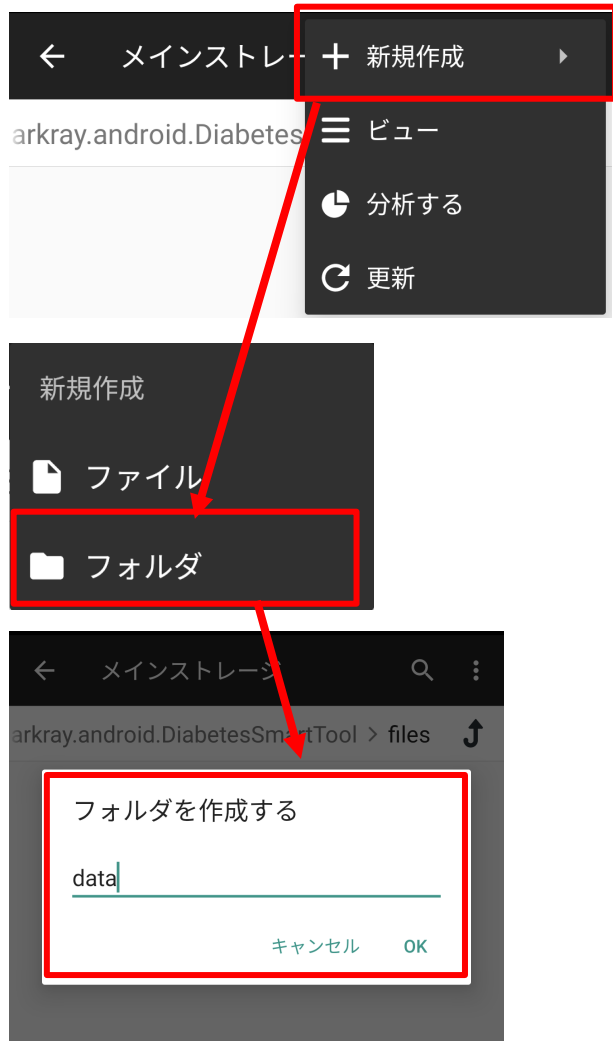 メインストレー
新規作成
arkray.android.Diabetes
ビュー
分析する
更新
新規作成
ファイル
フォルダ
メインストレージ
arkray.android.DiabetesSmartTool > files
フォルダを作成する
data
キャンセル OK